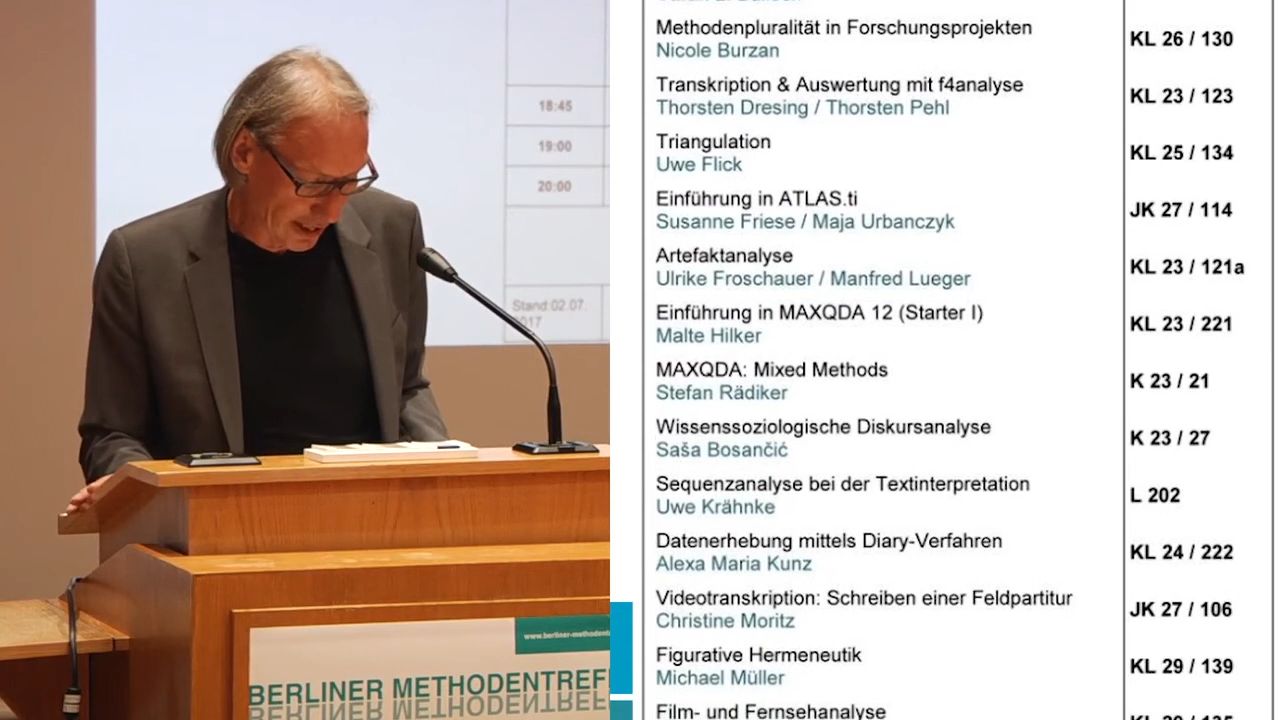 18:45
19:00
20:00
Stand:02.07.
2017
www.berliner-methodent
BERLINER METHODENTREF
Methodenpluralität in Forschungsprojekten
Nicole Burzan
KL 26 / 130
Transkription & Auswertung mit f4analyse
Thorsten Dresing / Thorsten Pehl
KL 23 / 123
Triangulation
Uwe Flick
KL 25 / 134
Einführung in ATLAS.ti
Susanne Friese / Maja Urbanczyk
JK 27 / 114
Artefaktanalyse
Ulrike Froschauer / Manfred Lueger
KL 23 / 121a
Einführung in MAXQDA 12 (Starter I)
Malte Hilker
KL 23 / 221
MAXQDA: Mixed Methods
Stefan Rädiker
K 23 / 21
Wissenssoziologische Diskursanalyse
Saša Bosančić
K 23 / 27
Sequenzanalyse bei der Textinterpretation
Uwe Krähnke
L 202
Datenerhebung mittels Diary-Verfahren
Alexa Maria Kunz
KL 24 / 222
Videotranskription: Schreiben einer Feldpartitur
Christine Moritz
JK 27 / 106
Figurative Hermeneutik
Michael Müller
KL 29 / 139
Film- und Fernsehanalyse